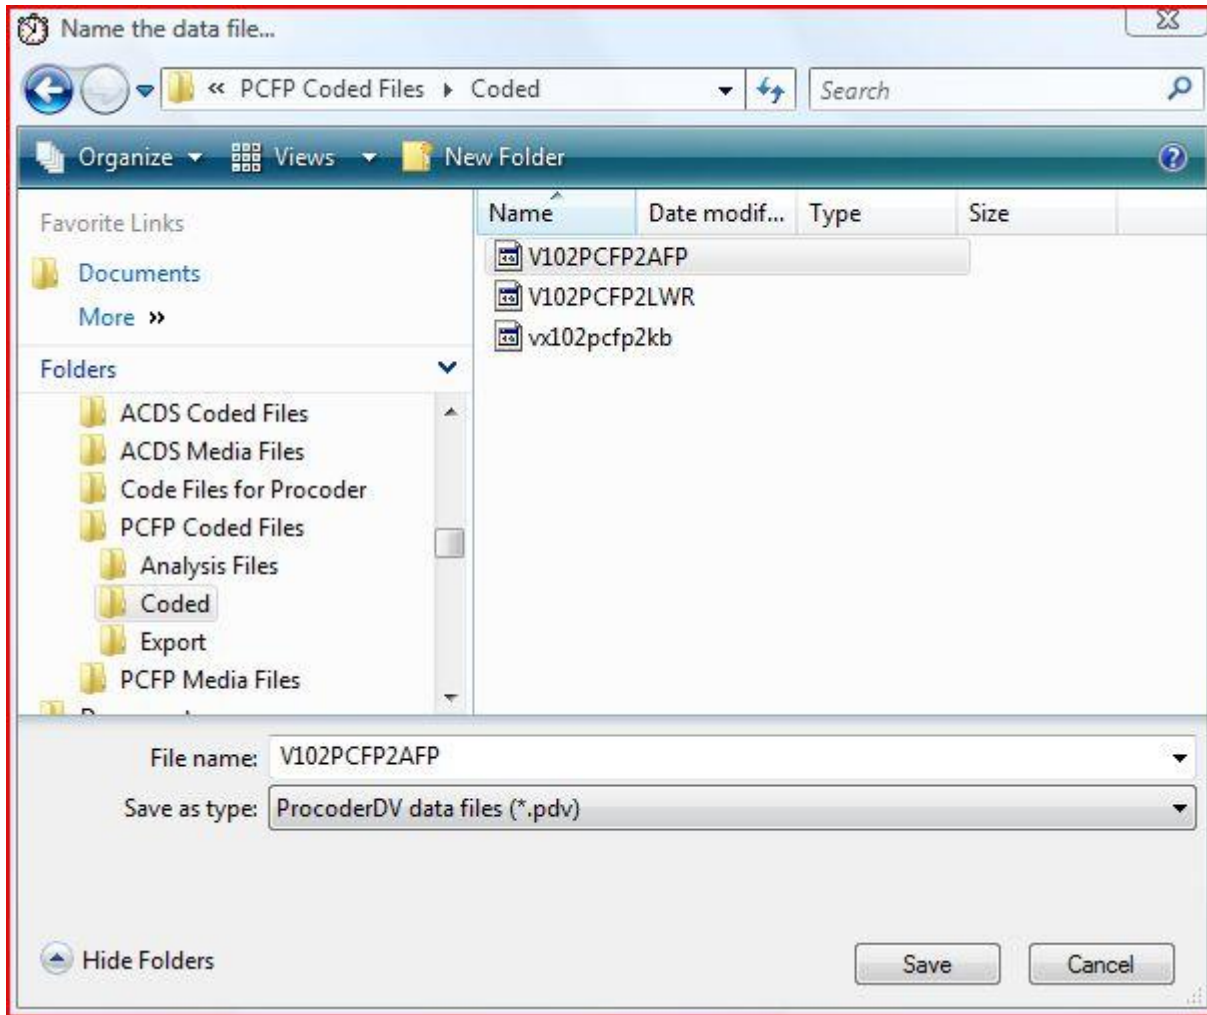 Name the data file...
« PCFP Coded Files Coded Search
Organize Views New Folder
Favorite Links
Documents
More »
Folders
ACDS Coded Files
ACDS Media Files
Code Files for Procoder
PCFP Coded Files
Analysis Files
Coded
Export
PCFP Media Files
Name Date modif... Type Size
V102PCFP2AFP
V102PCFP2LWR
vx102pcfp2kb
File name: V102PCFP2AFP
Save as type: ProcoderDV data files (*.pdv)
Hide Folders Save Cancel